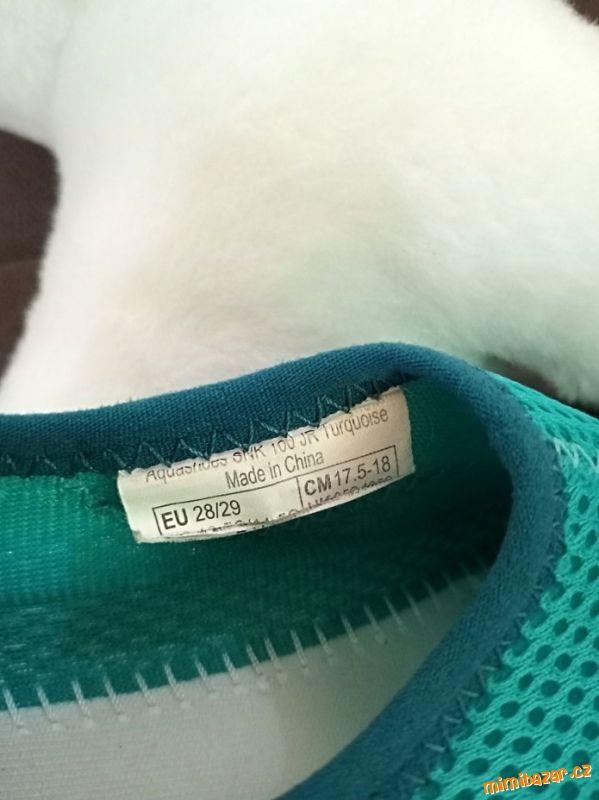 Aquashoes SNK 100 JR Turquoise
Made in China
EU 28/29
CM 17.5-18
mimibazar.cz